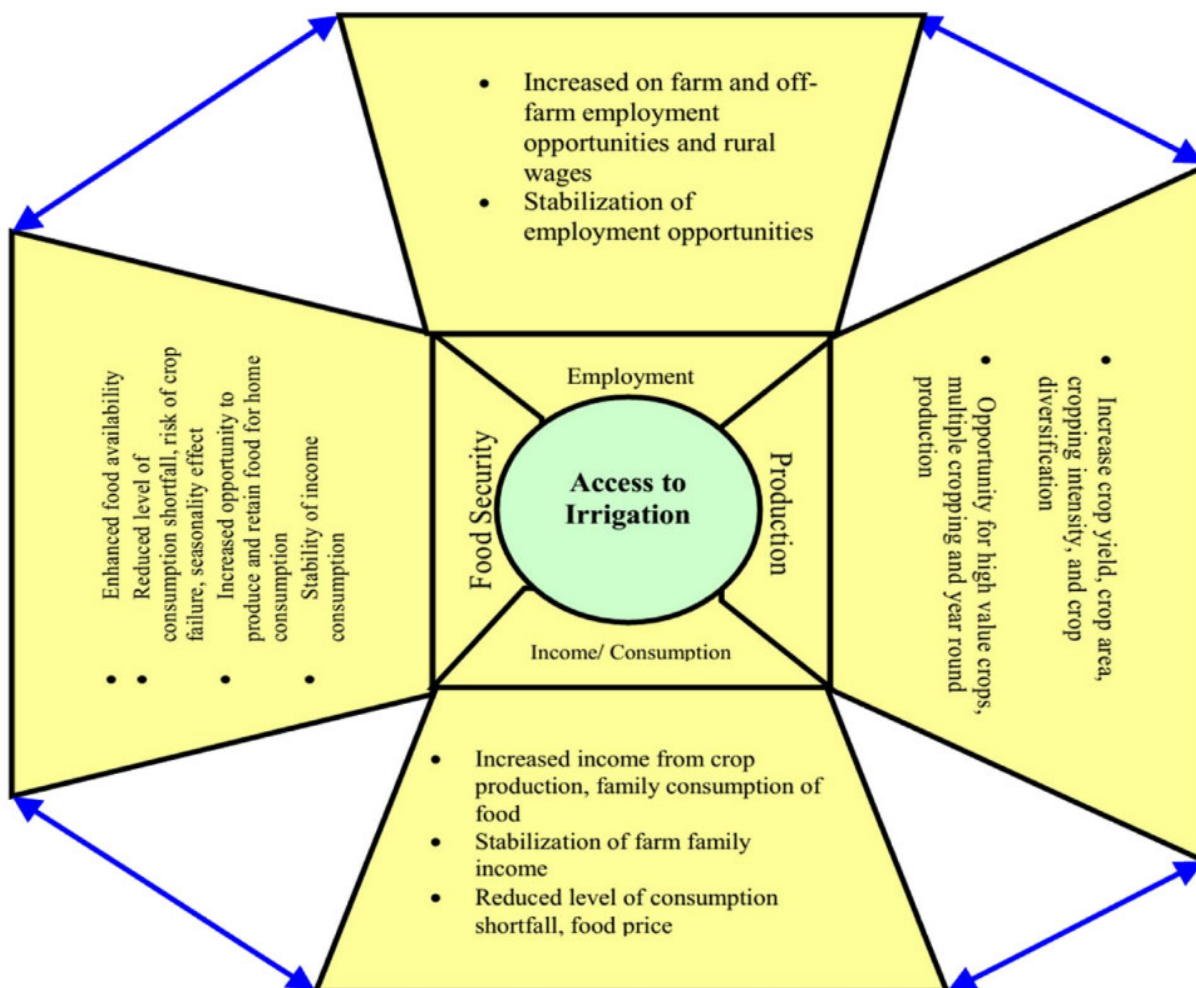 • Increased on farm and off-
farm employment
opportunities and rural
wages
• Stabilization of
employment opportunities
Employment
Food Security
Access to
Irrigation
Production
Income/ Consumption
• Enhanced food availability
• Reduced level of
consumption shortfall, risk of crop
failure, seasonality effect
• Increased opportunity to
produce and retain food for home
consumption
• Stability of income
consumption
• Increase crop yield, crop area,
cropping intensity, and crop
diversification
• Opportunity for high value crops,
multiple cropping and year round
production
• Increased income from crop
production, family consumption of
food
• Stabilization of farm family
income
• Reduced level of consumption
shortfall, food price